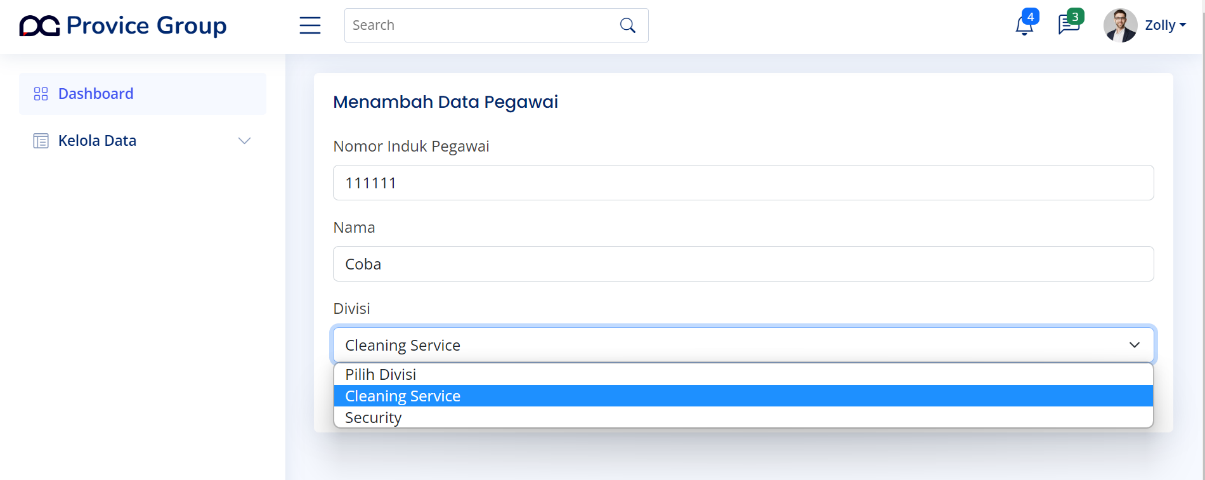 Provice Group
Search
4
3
Zolly
Dashboard
Kelola Data
Menambah Data Pegawai
Nomor Induk Pegawai
111111
Nama
Coba
Divisi
Cleaning Service
Pilih Divisi
Cleaning Service
Security